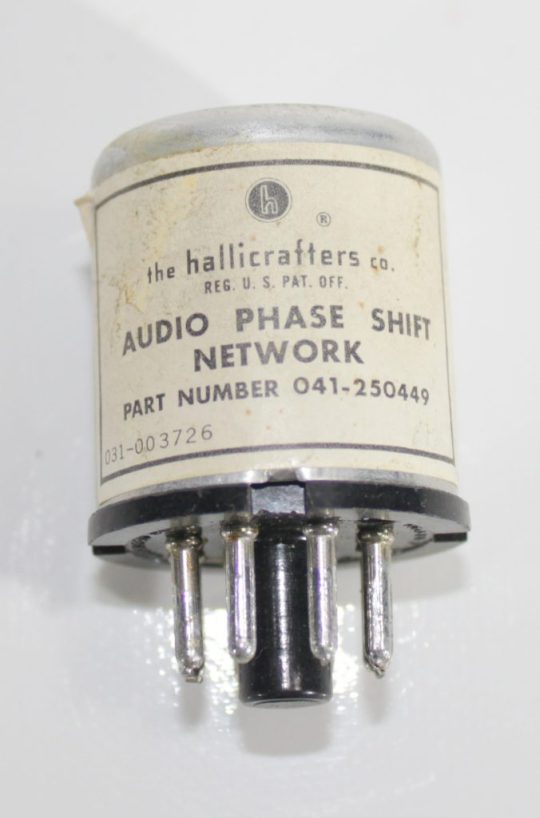 h
®
the hallicrafters co.
REG. U. S. PAT. OFF.
AUDIO PHASE SHIFT
NETWORK
PART NUMBER 041-250449
031-003726